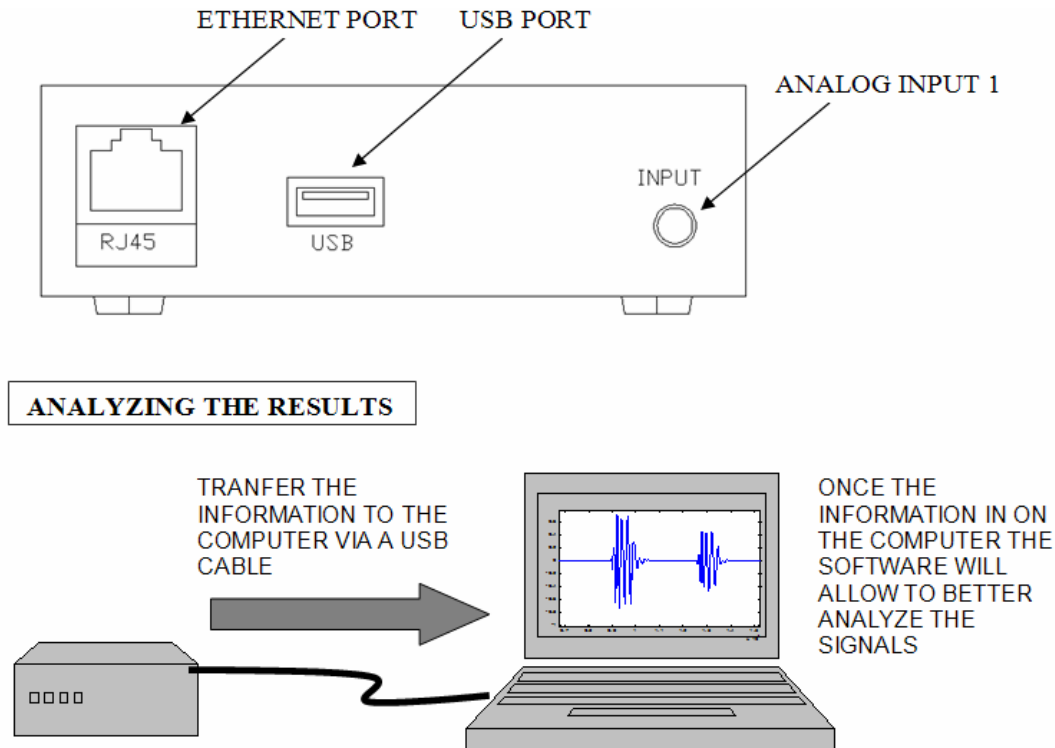 ETHERNET PORT
USB PORT
ANALOG INPUT 1
INPUT
RJ45
USB
ANALYZING THE RESULTS
TRANFER THE
INFORMATION TO THE
COMPUTER VIA A USB
CABLE
ONCE THE
INFORMATION IN ON
THE COMPUTER THE
SOFTWARE WILL
ALLOW TO BETTER
ANALYZE THE
SIGNALS